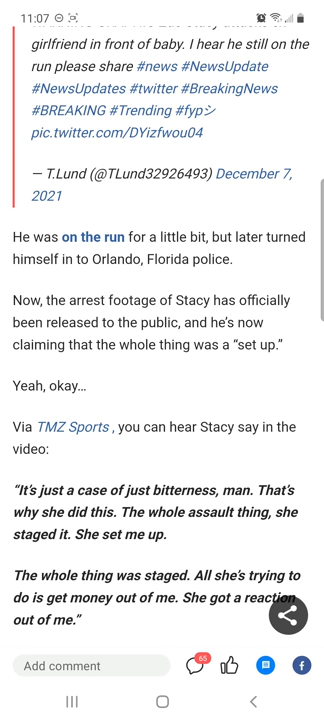 11:07
girlfriend in front of baby. I hear he still on the
run please share #news #NewsUpdate
#NewsUpdates #twitter #BreakingNews
#BREAKING #Trending #fypシ
pic.twitter.com/DYizfwou04
— T.Lund (@TLund32926493) December 7,
2021
He was on the run for a little bit, but later turned
himself in to Orlando, Florida police.
Now, the arrest footage of Stacy has officially
been released to the public, and he’s now
claiming that the whole thing was a “set up.”
Yeah, okay…
Via TMZ Sports , you can hear Stacy say in the
video:
“It’s just a case of just bitterness, man. That’s
why she did this. The whole assault thing, she
staged it. She set me up.
The whole thing was staged. All she’s trying to
do is get money out of me. She got a reaction
out of me.”
Add comment
65